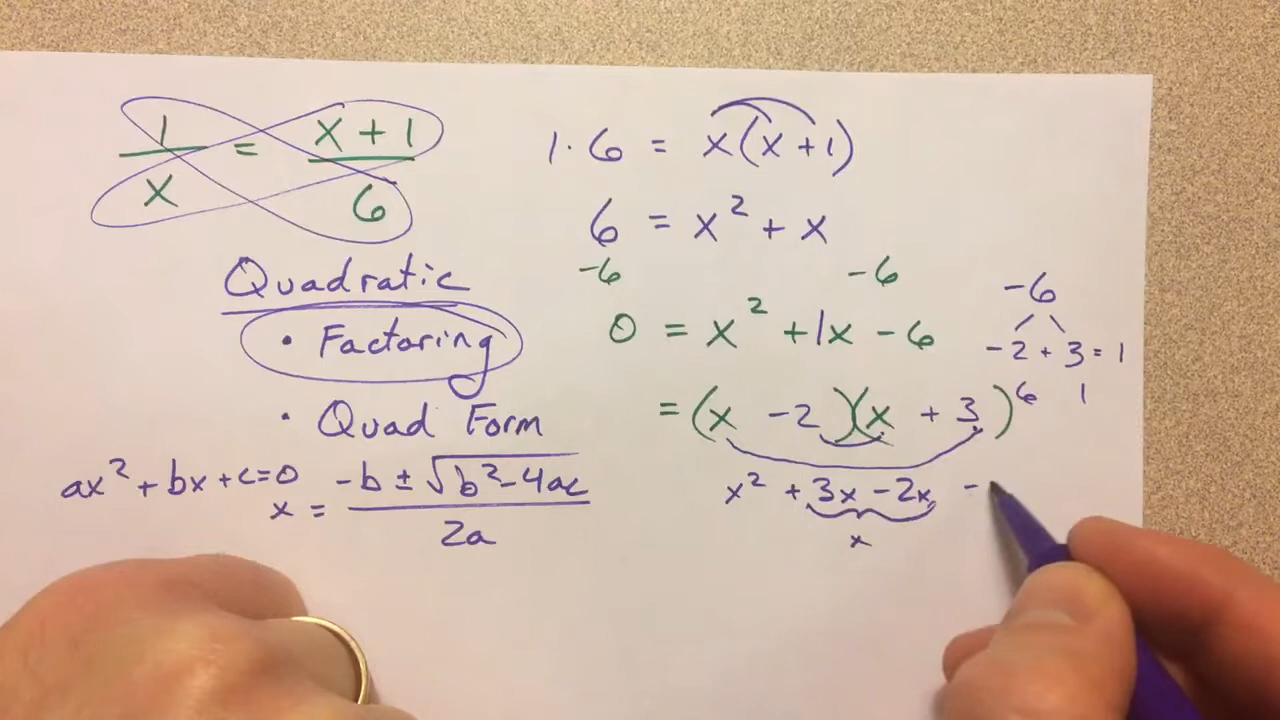 1/x = x + 1/6
Quadratic
• Factoring
• Quad Form
ax² + bx + c = 0
x = -b ± √b² - 4ac / 2a
1 · 6 = x(x + 1)
6 = x² + x
-6 -6
0 = x² + 1x - 6
= (x - 2)(x + 3)
x² + 3x - 2x -
x
-6
-2 + 3 = 1
6 1